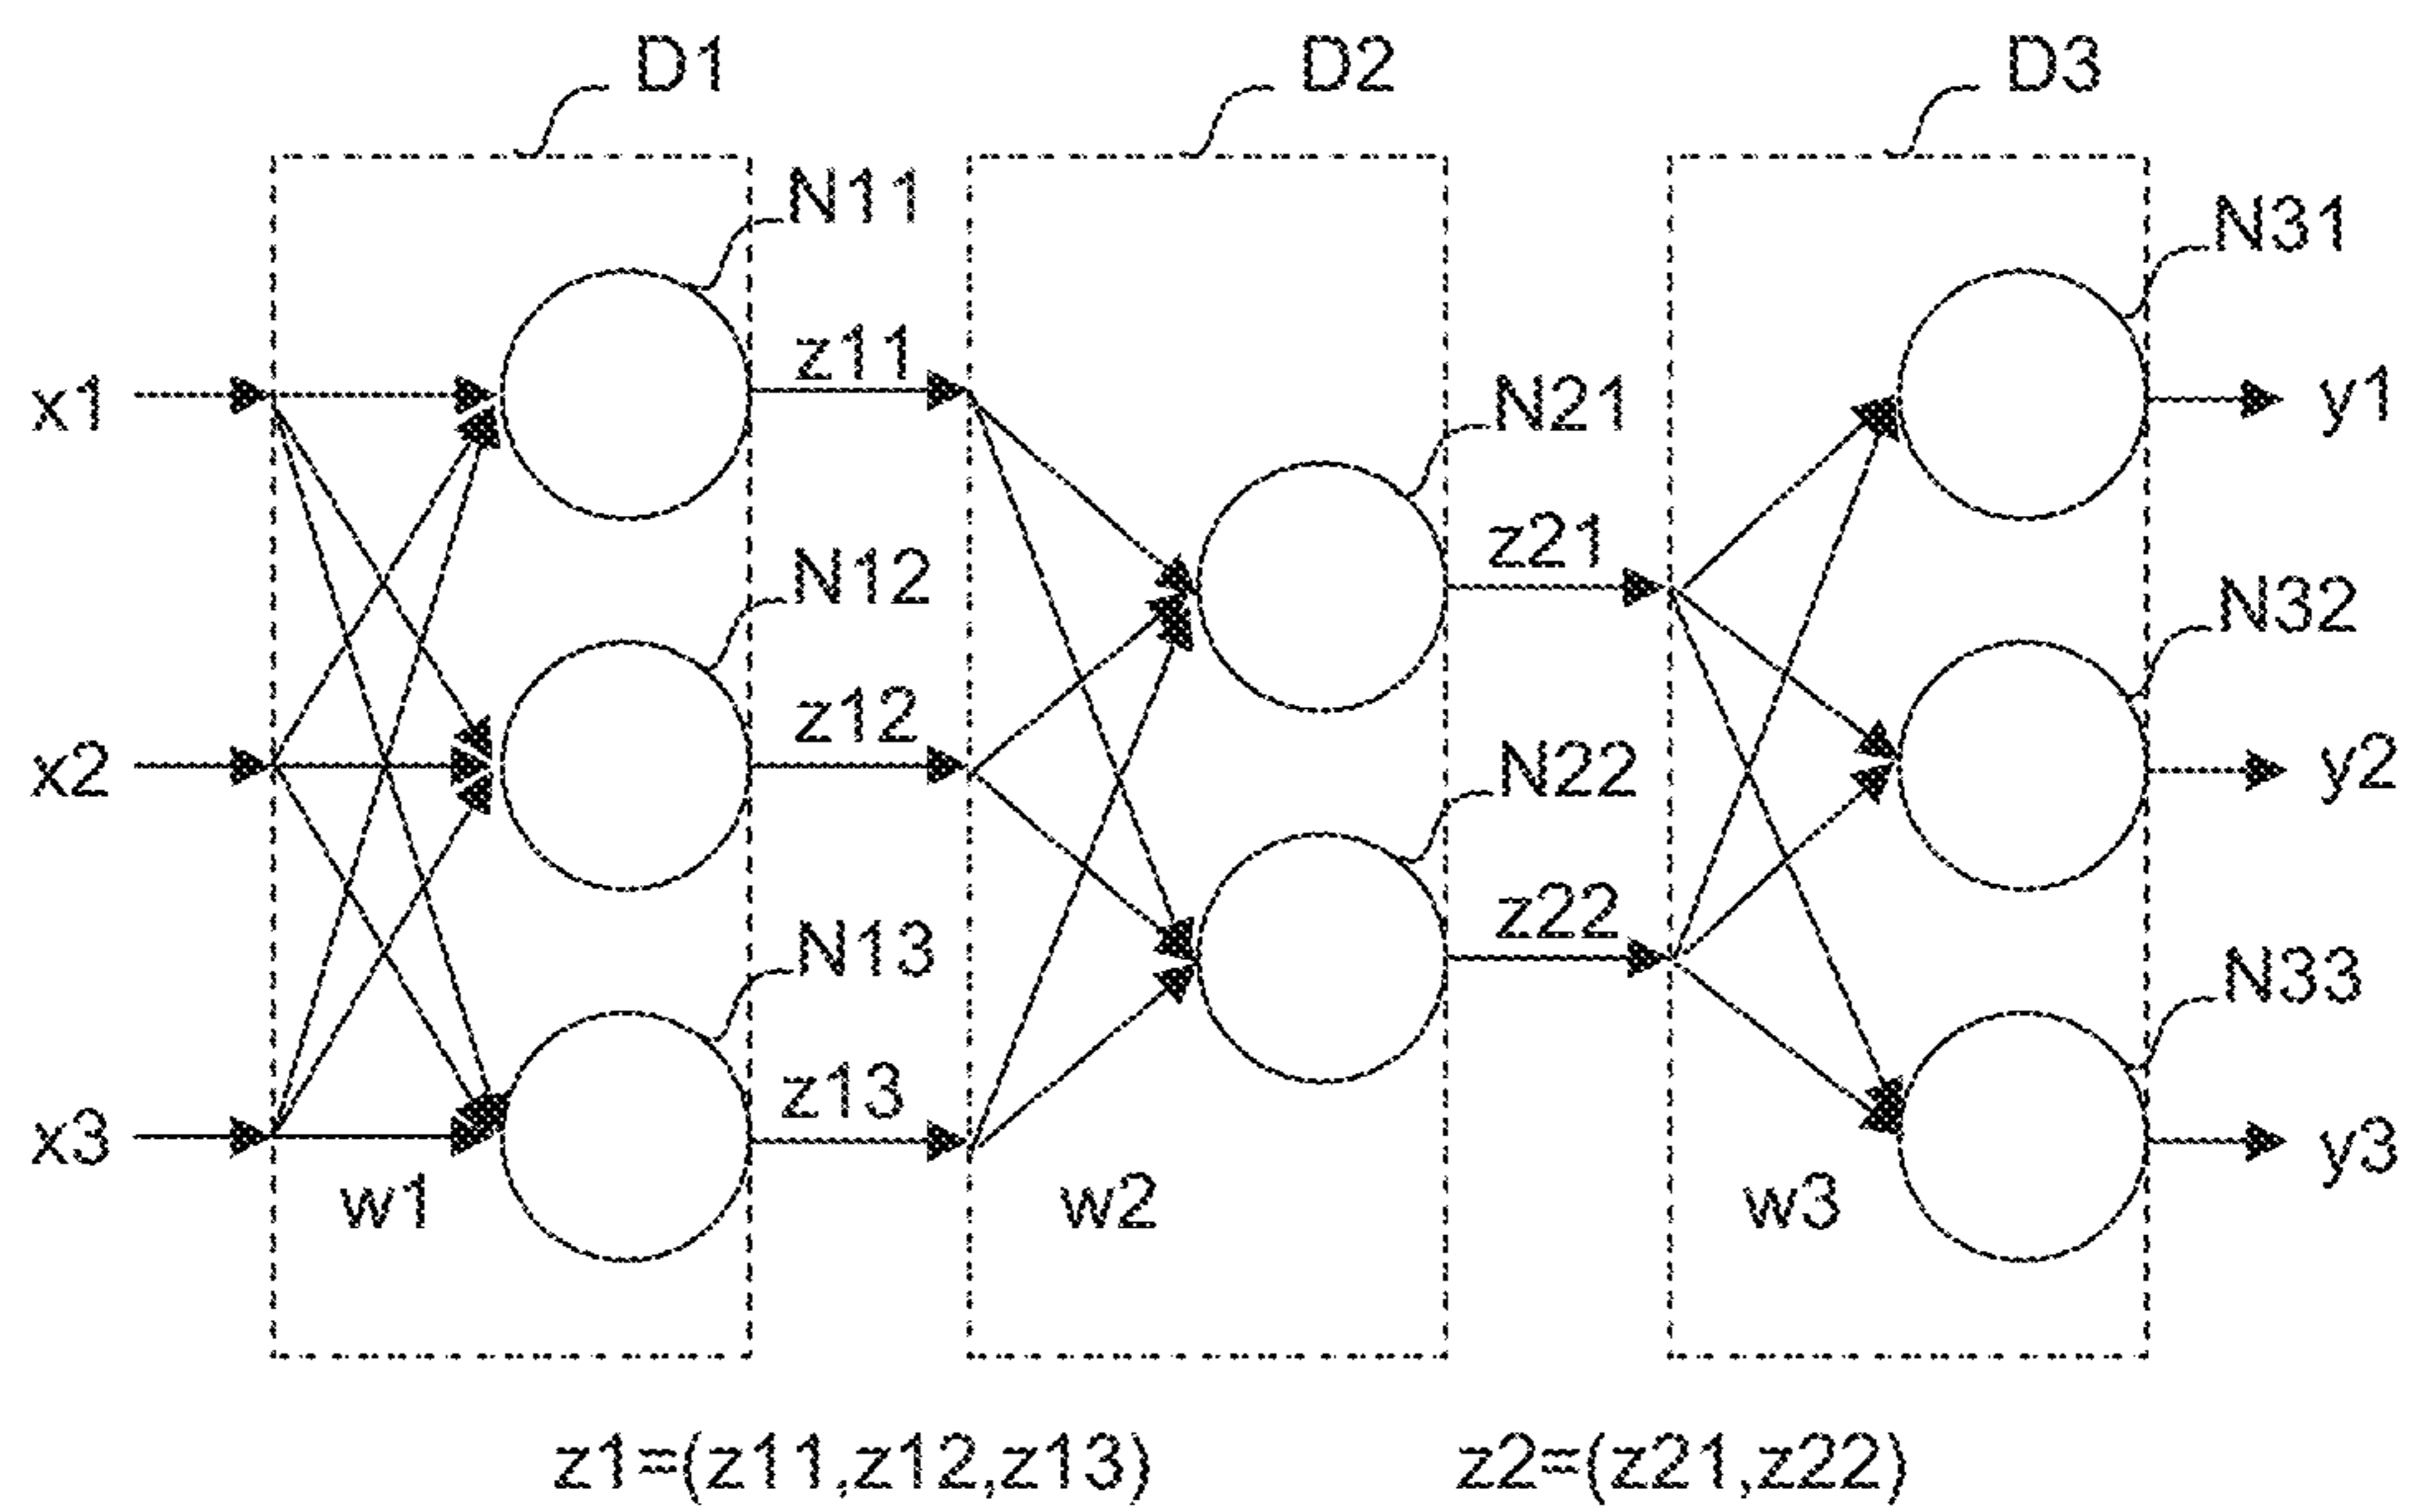 D1 D2 D3
N11
N31
z11
x1
N21
y1
z21
N12
N32
z12
x2
N22
y2
z22
N13
N33
z13
x3
y3
w1 w2 w3
z1=(z11,z12,z13) z2=(z21,z22)